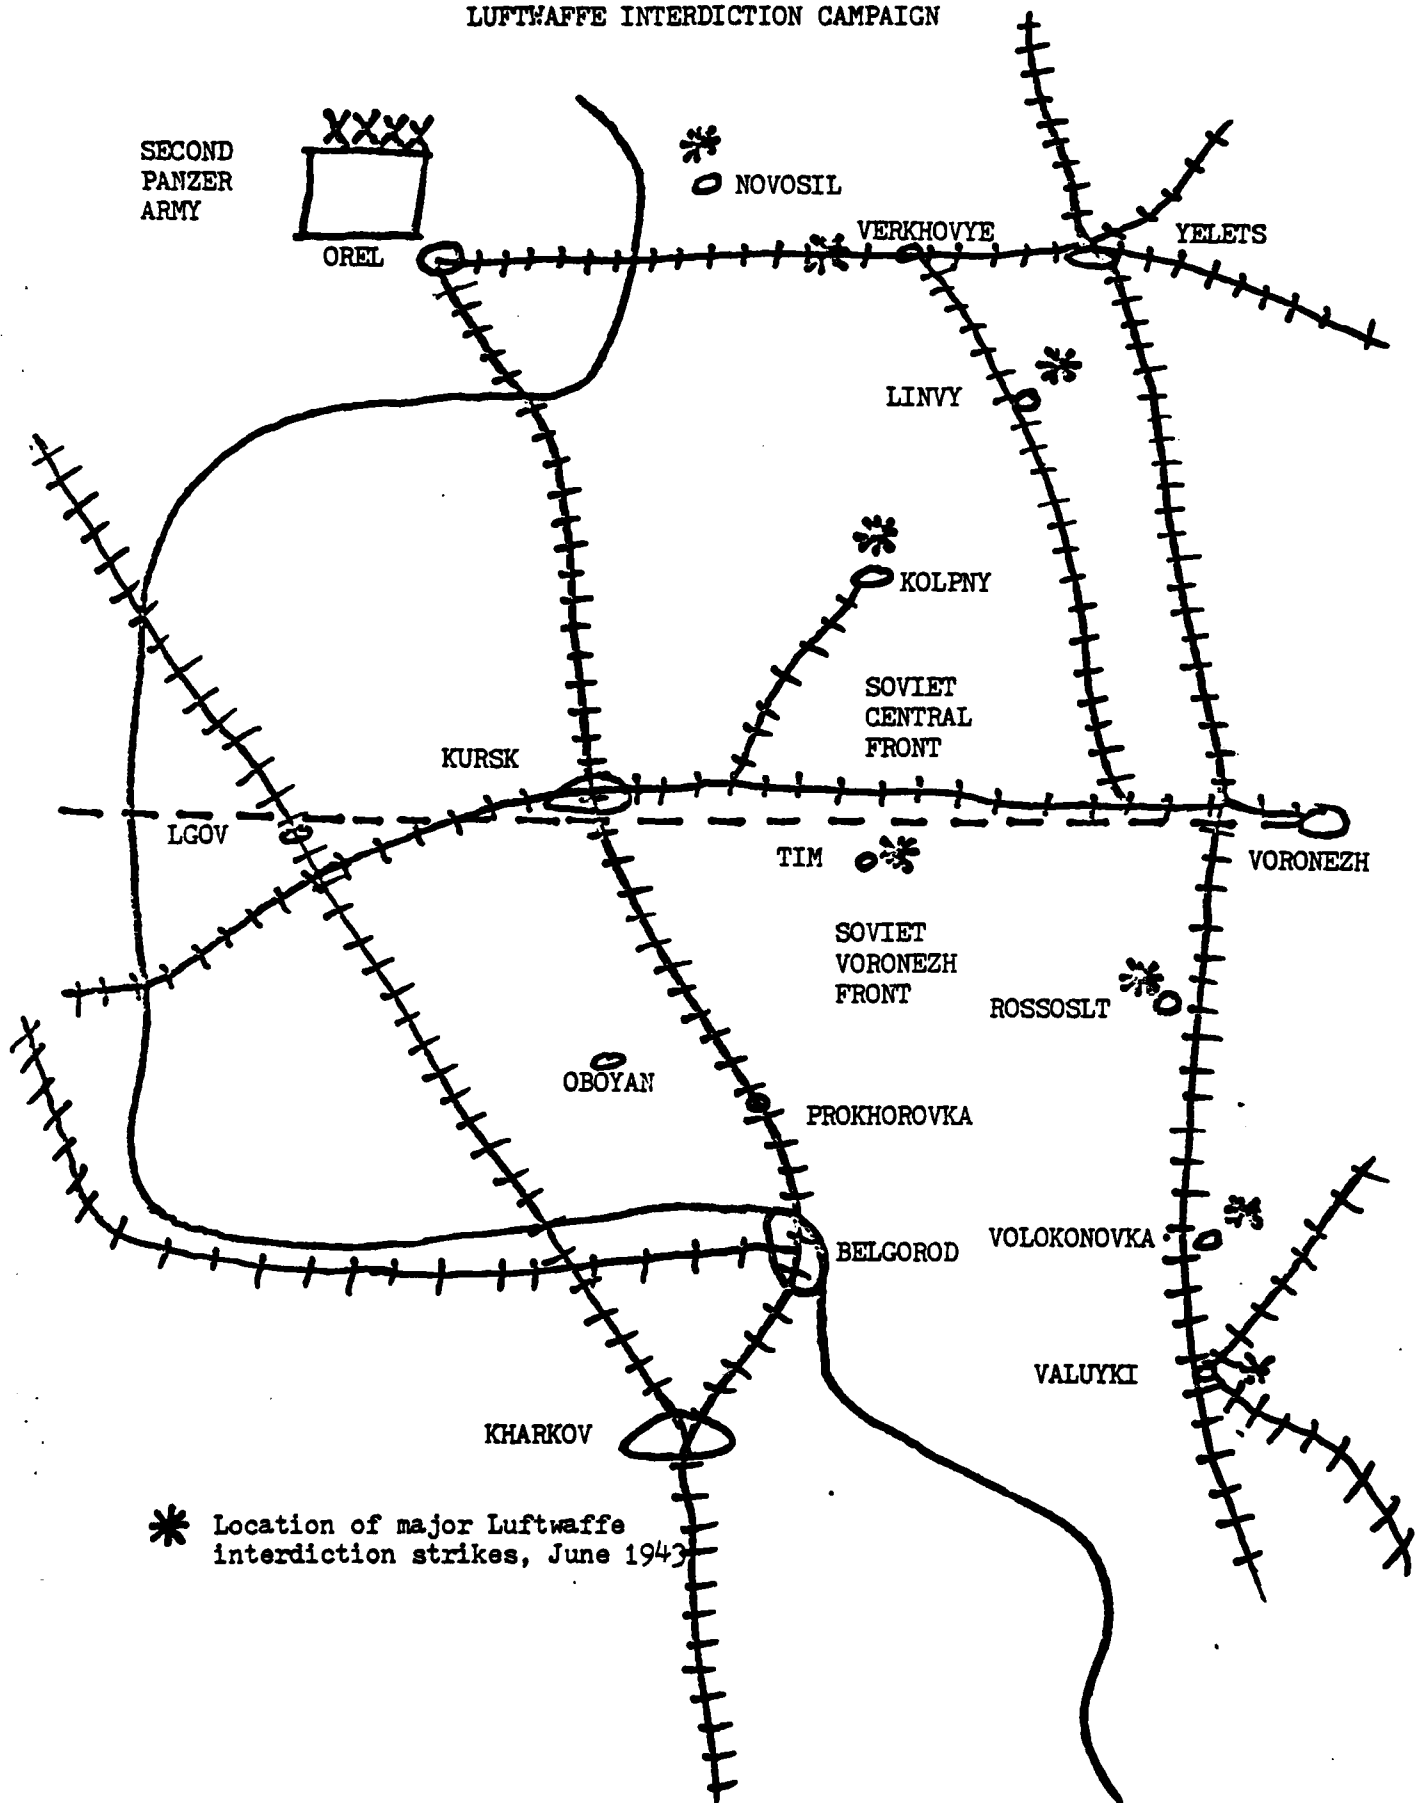 LUFTWAFFE INTERDICTION CAMPAIGN
XXXX
SECOND
PANZER
ARMY
OREL
NOVOSIL
VERKHOVYE
YELETS
LINVY
KOLPNY
SOVIET
CENTRAL
FRONT
KURSK
LGOV
TIM
VORONEZH
SOVIET
VORONEZH
FRONT
ROSSOSLT
OBOYAN
PROKHOROVKA
BELGOROD
VOLOKONOVKA
VALUYKI
KHARKOV
Location of major Luftwaffe
interdiction strikes, June 1943